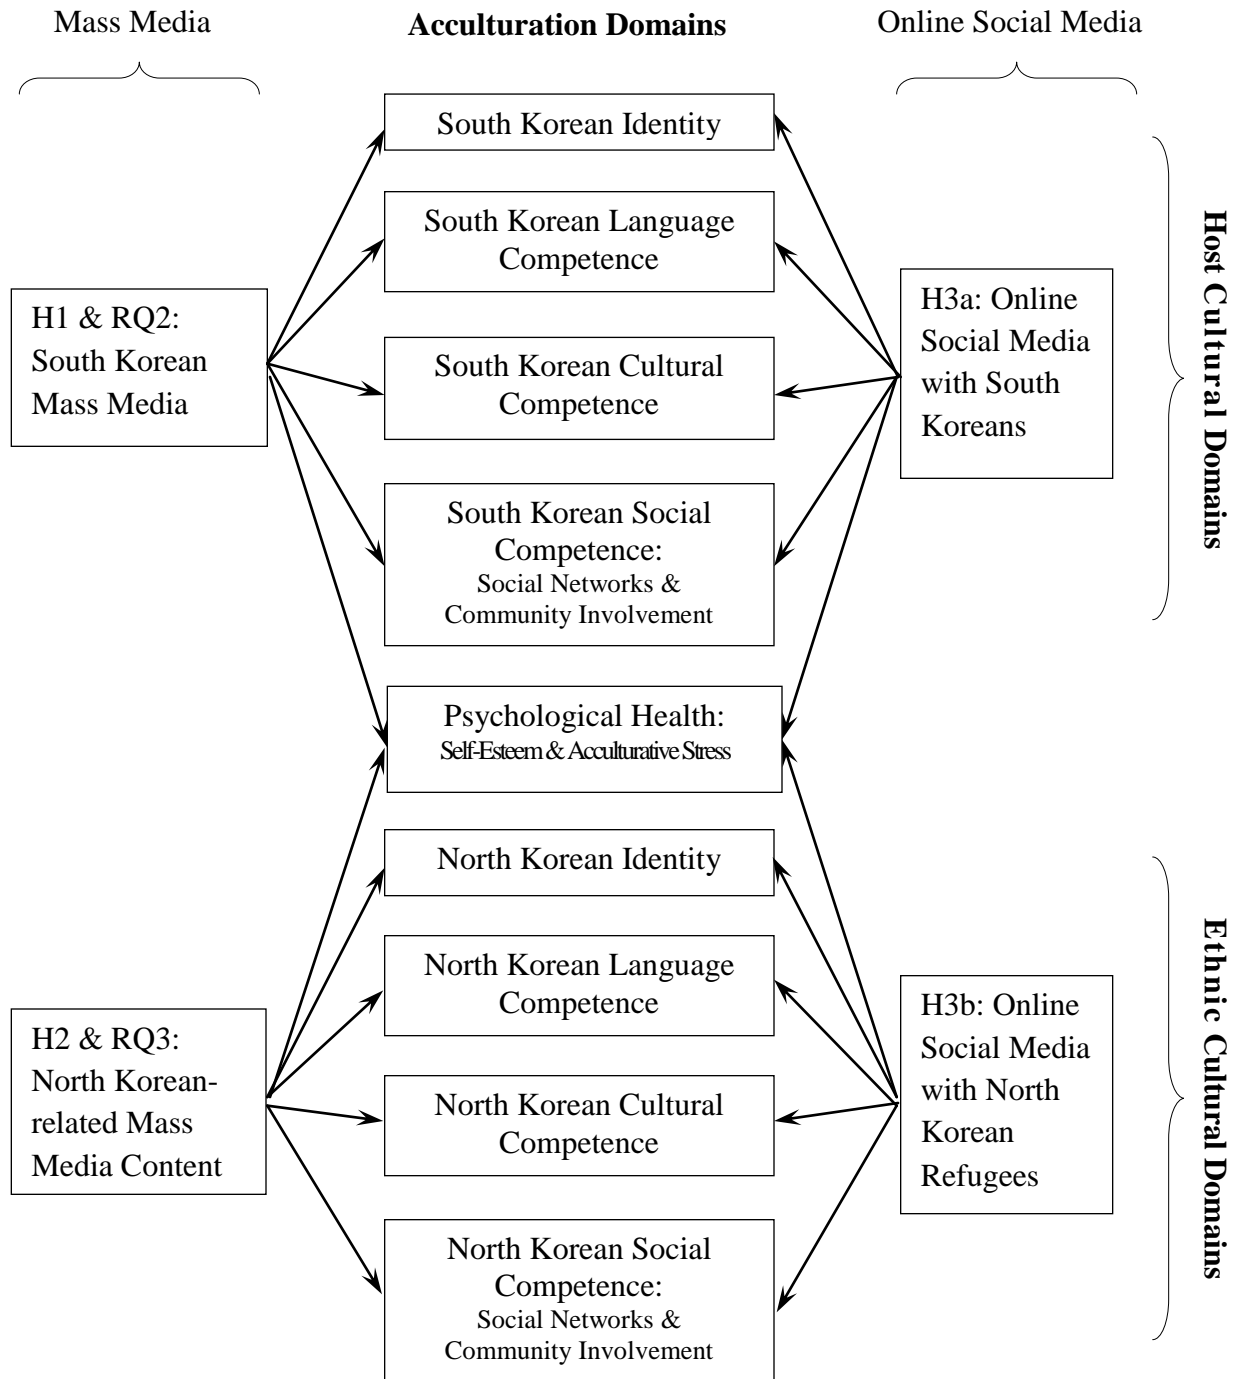 Mass Media
Acculturation Domains
Online Social Media
South Korean Identity
South Korean Language
Competence
South Korean Cultural
Competence
South Korean Social
Competence:
Social Networks &
Community Involvement
H1 & RQ2:
South Korean
Mass Media
H3a: Online
Social Media
with South
Koreans
Host Cultural Domains
Psychological Health:
Self-Esteem & Acculturative Stress
North Korean Identity
North Korean Language
Competence
North Korean Cultural
Competence
North Korean Social
Competence:
Social Networks &
Community Involvement
H2 & RQ3:
North Korean-
related Mass
Media Content
H3b: Online
Social Media
with North
Korean
Refugees
Ethnic Cultural Domains